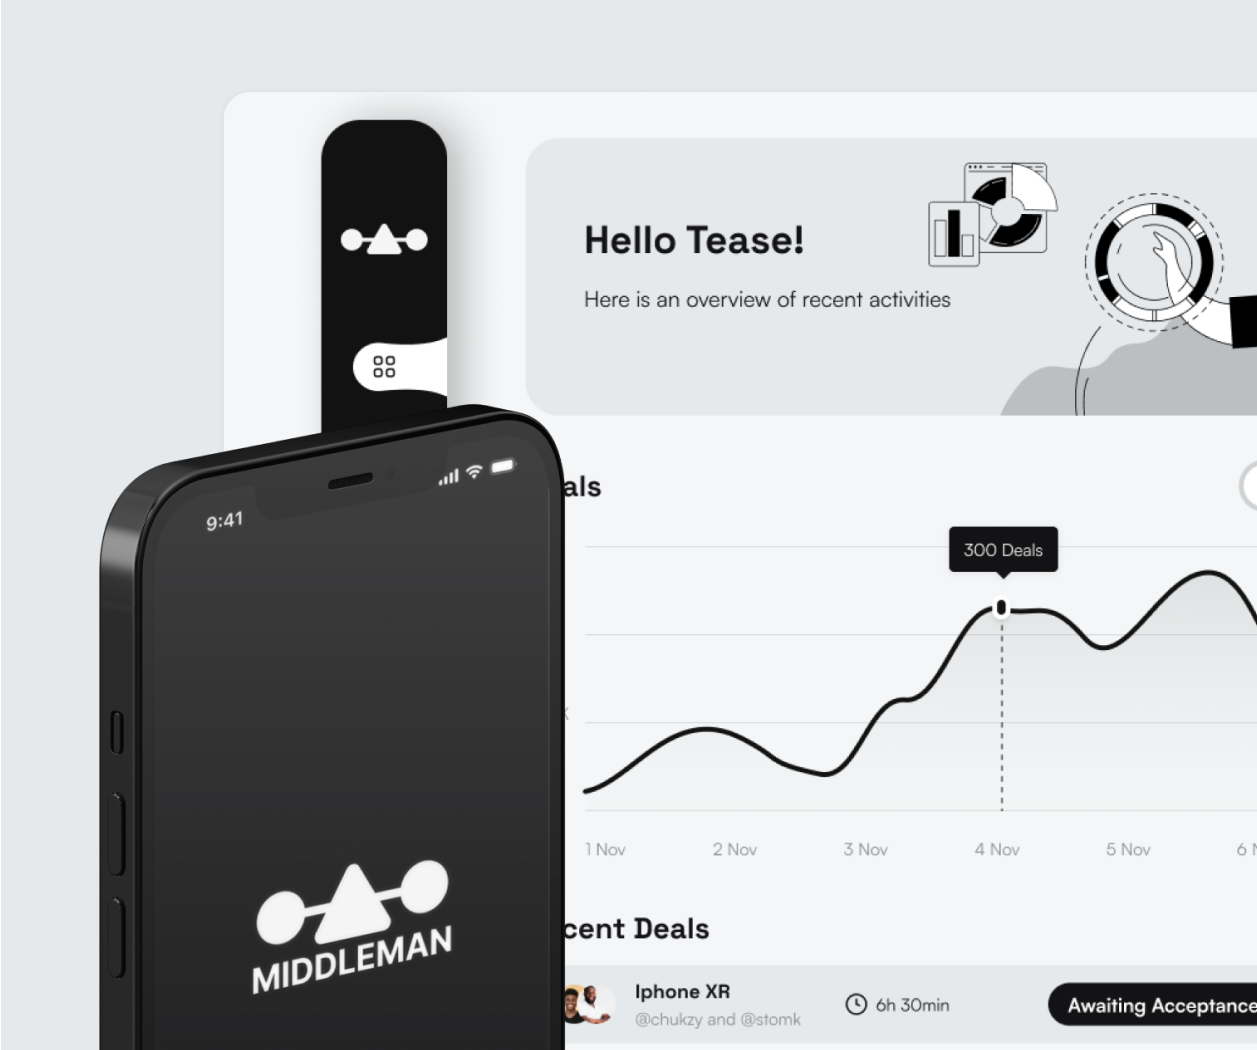 Hello Tease!
Here is an overview of recent activities
9:41
als
300 Deals
1 Nov
2 Nov
3 Nov
4 Nov
5 Nov
6 N
MIDDLEMAN
cent Deals
Iphone XR
6h 30min
Awaiting Acceptance
@chukzy and @stomk